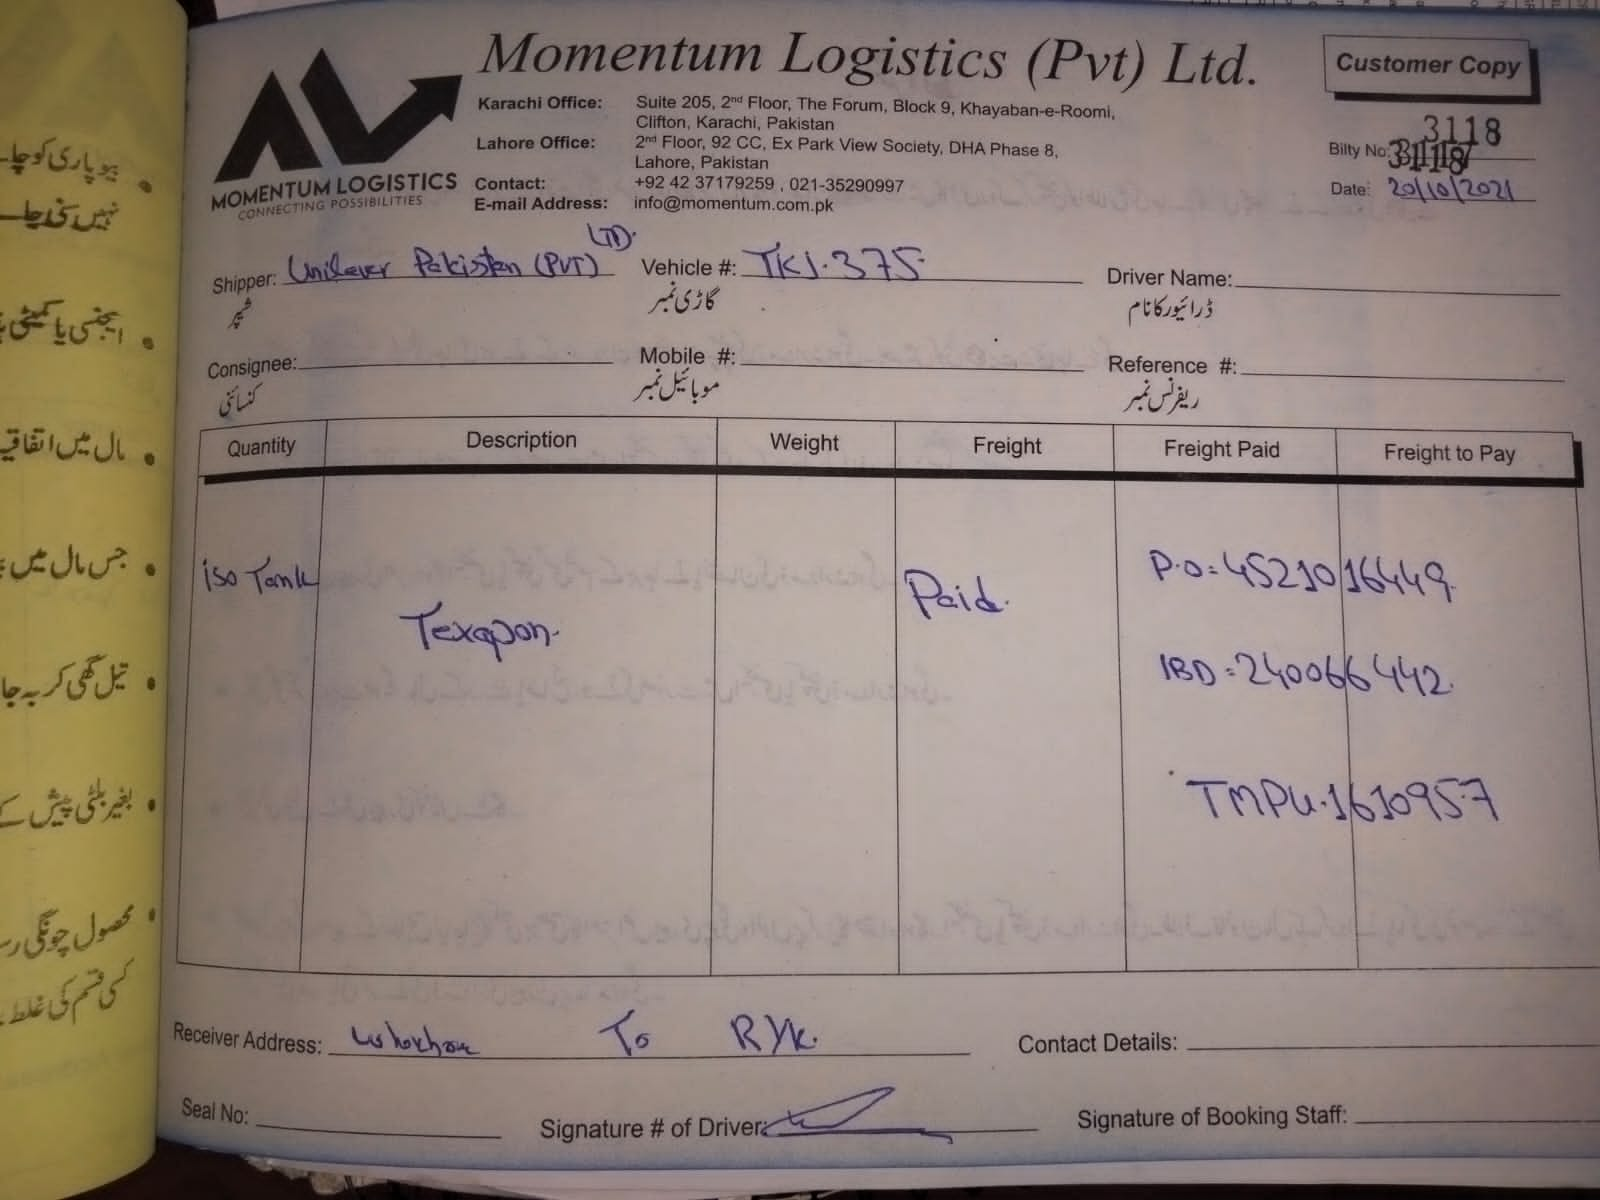 Momentum Logistics (Pvt) Ltd.
Customer Copy
MOMENTUM LOGISTICS
CONNECTING POSSIBILITIES
Karachi Office: Suite 205, 2nd Floor, The Forum, Block 9, Khayaban-e-Roomi,
Clifton, Karachi, Pakistan
Lahore Office: 2nd Floor, 92 CC, Ex Park View Society, DHA Phase 8,
Lahore, Pakistan
Contact: +92 42 37179259 , 021-35290997
E-mail Address: info@momentum.com.pk
3118
Bilty No:
Date: 20/10/2021
Shipper: Unilever Pakistan (PVT) LTD. Vehicle #: TKJ.375 Driver Name:
شپر گاڑی نمبر ڈرائیور کا نام
Consignee: Mobile #: Reference #:
کنسائنی موبائیل نمبر ریفرنس نمبر
Quantity Description Weight Freight Freight Paid Freight to Pay
iso Tank Texapon. Paid. P.O = 4521016449.
IBD = 240066442.
TMPU.1610957
Receiver Address: To RYK. Contact Details:
Seal No: Signature # of Driver: Signature of Booking Staff:
بیوپاری کو چا
نہیں کی جا
ایجنسی یا کمیٹی
مال میں اتفاقیہ
جس مال میں
تیل گھی کر یہ جا
بغیر بلٹی پیش کے
محصول چونگی
کسی قسم کی غلط